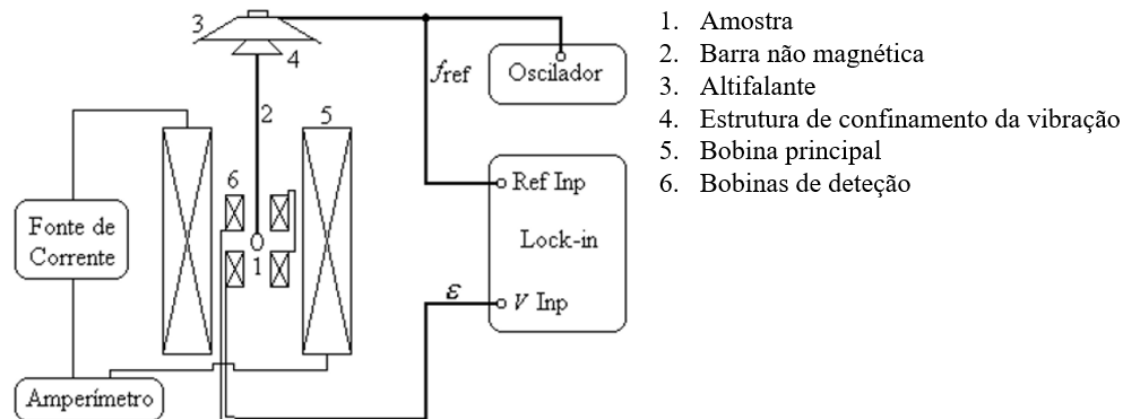 3
4
f ref
Oscilador
2
5
6
1
Fonte de
Corrente
Amperímetro
Ref Inp
Lock-in
ε
V Inp
1. Amostra
2. Barra não magnética
3. Altifalante
4. Estrutura de confinamento da vibração
5. Bobina principal
6. Bobinas de deteção